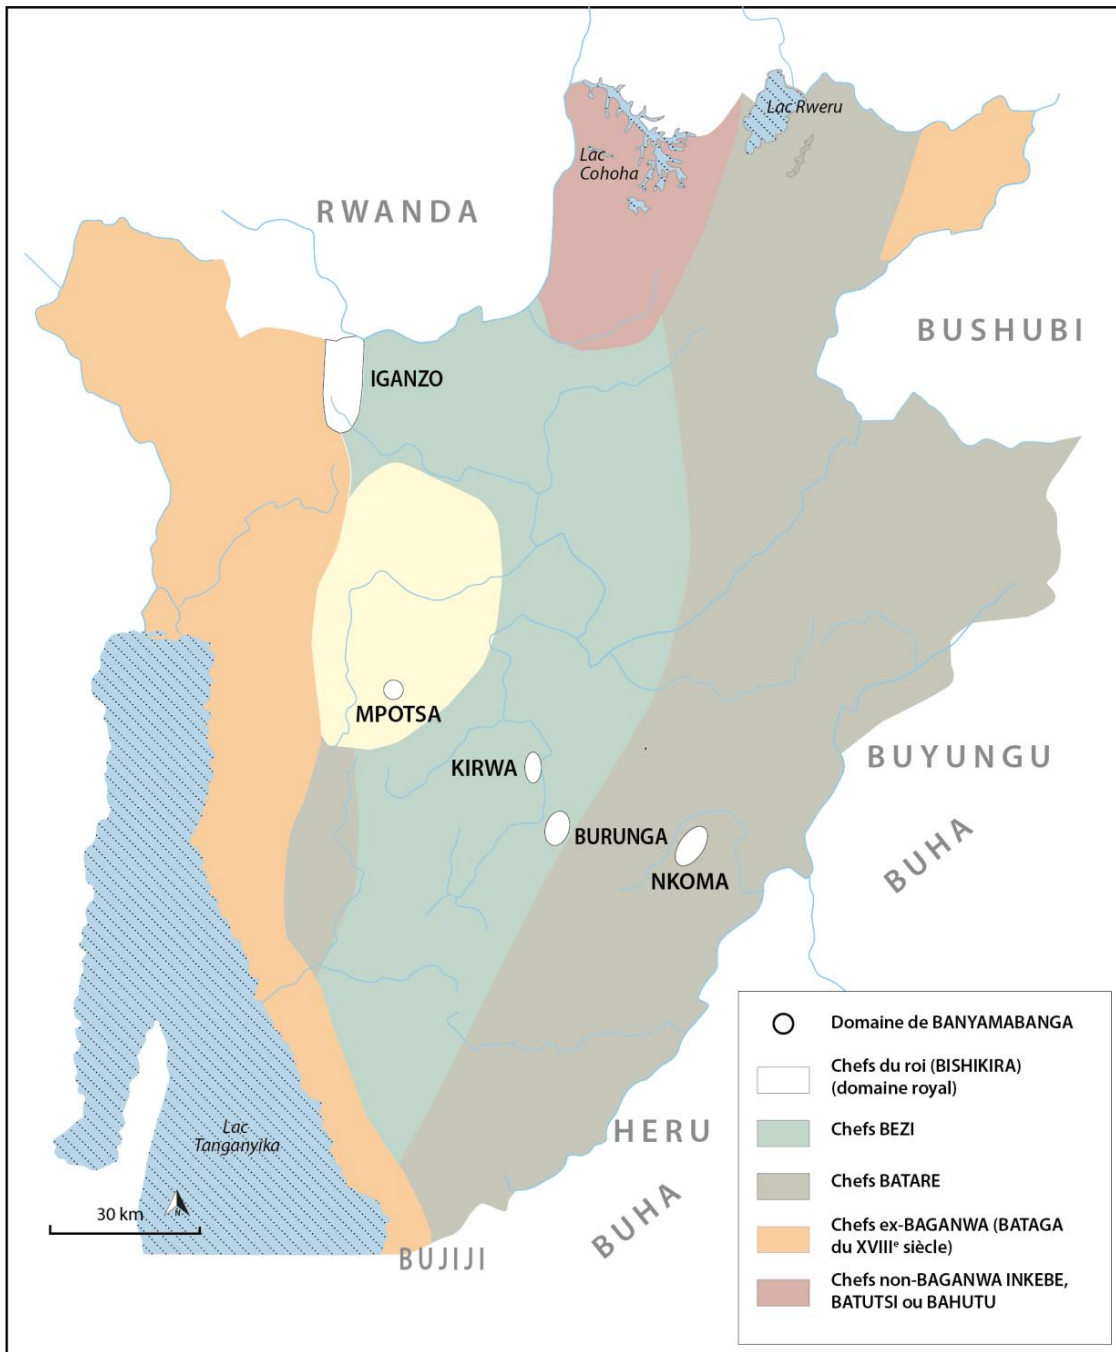 Lac Rweru
Lac
Cohoha
RWANDA
BUSHUBI
IGANZO
MPOTSA
KIRWA
BUYUNGU
BURUNGA
BUHA
NKOMA
Domaine de BANYAMABANGA
Chefs du roi (BISHIKIRA)
(domaine royal)
Chefs BEZI
Chefs BATARE
Chefs ex-BAGANWA (BATAGA
du XVIIIe siècle)
Chefs non-BAGANWA INKEBE,
BATUTSI ou BAHUTU
HERU
Lac
Tanganyika
BUHA
30 km
N
BUJIJI